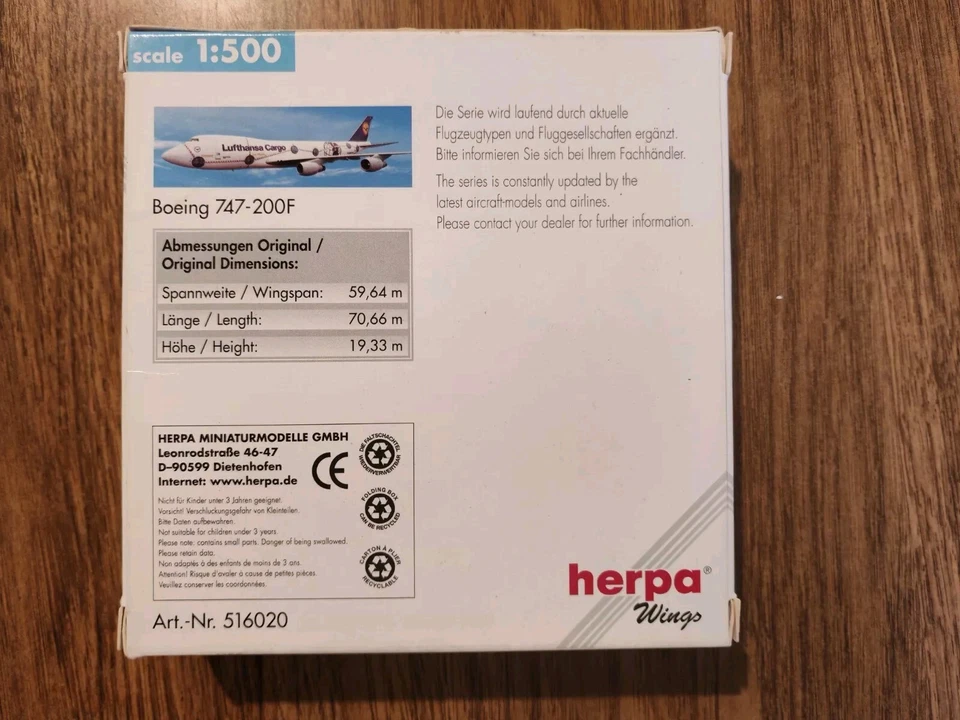 scale 1:500
Lufthansa Cargo
Boeing 747-200F
Abmessungen Original /
Original Dimensions:
Spannweite / Wingspan: 59,64 m
Länge / Length: 70,66 m
Höhe / Height: 19,33 m
Die Serie wird laufend durch aktuelle
Flugzeugtypen und Fluggesellschaften ergänzt.
Bitte informieren Sie sich bei Ihrem Fachhändler.
The series is constantly updated by the
latest aircraft-models and airlines.
Please contact your dealer for further information.
HERPA MINIATURMODELLE GMBH
Leonrodstraße 46-47
D-90599 Dietenhofen
Internet: www.herpa.de
CE
Nicht für Kinder unter 3 Jahren geeignet.
Vorsicht! Verschluckungsgefahr von Kleinteilen.
Bitte Daten aufbewahren.
Not suitable for children under 3 years.
Please note: contains small parts. Danger of being swallowed.
Please retain data.
Non adaptés à des enfants de moins de 3 ans.
Attention! Risque d'avaler à cause de petites pièces.
Veuillez conserver les coordonnées.
DIE FALTSCHACHTEL
WIEDERVERWERTBAR
FOLDING BOX
CAN BE RECYCLED
CARTON À PLIER
RECYCLABLE
Art.-Nr. 516020
herpa®
Wings